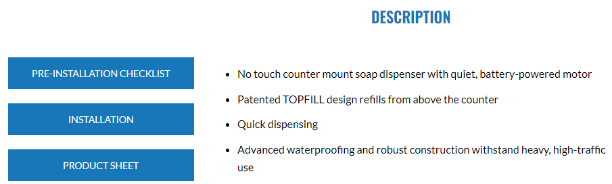 DESCRIPTION
PRE-INSTALLATION CHECKLIST
INSTALLATION
PRODUCT SHEET
• No touch counter mount soap dispenser with quiet, battery-powered motor
• Patented TOPFILL design refills from above the counter
• Quick dispensing
• Advanced waterproofing and robust construction withstand heavy, high-traffic
use